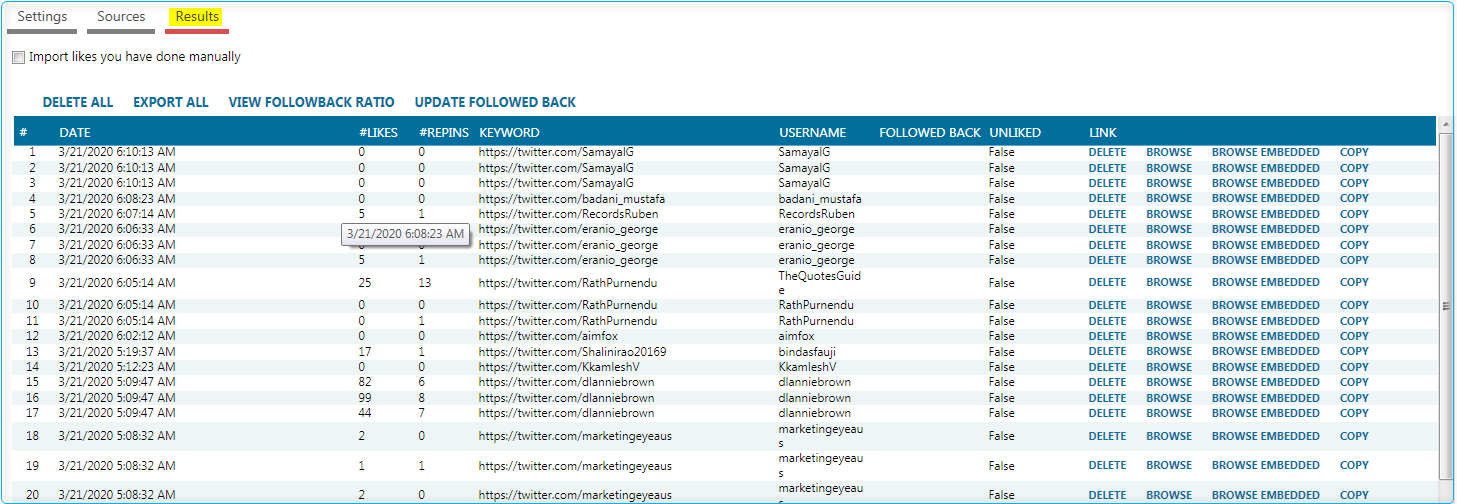 Settings Sources Results
Import likes you have done manually
DELETE ALL EXPORT ALL VIEW FOLLOWBACK RATIO UPDATE FOLLOWED BACK
# DATE #LIKES #REPINS KEYWORD USERNAME FOLLOWED BACK UNLIKED LINK
1 3/21/2020 6:10:13 AM 0 0 https://twitter.com/SamayalG SamayalG False DELETE BROWSE BROWSE EMBEDDED COPY
2 3/21/2020 6:10:13 AM 0 0 https://twitter.com/SamayalG SamayalG False DELETE BROWSE BROWSE EMBEDDED COPY
3 3/21/2020 6:10:13 AM 0 0 https://twitter.com/SamayalG SamayalG False DELETE BROWSE BROWSE EMBEDDED COPY
4 3/21/2020 6:08:23 AM 0 0 https://twitter.com/badani_mustafa badani_mustafa False DELETE BROWSE BROWSE EMBEDDED COPY
5 3/21/2020 6:07:14 AM 5 1 https://twitter.com/RecordsRuben RecordsRuben False DELETE BROWSE BROWSE EMBEDDED COPY
6 3/21/2020 6:06:33 AM https://twitter.com/eranio_george eranio_george False DELETE BROWSE BROWSE EMBEDDED COPY
3/21/2020 6:08:23 AM
7 3/21/2020 6:06:33 AM https://twitter.com/eranio_george eranio_george False DELETE BROWSE BROWSE EMBEDDED COPY
8 3/21/2020 6:06:33 AM 5 1 https://twitter.com/eranio_george eranio_george False DELETE BROWSE BROWSE EMBEDDED COPY
9 3/21/2020 6:05:14 AM 25 13 https://twitter.com/RathPurnendu TheQuotesGuid False DELETE BROWSE BROWSE EMBEDDED COPY
e
10 3/21/2020 6:05:14 AM 0 0 https://twitter.com/RathPurnendu RathPurnendu False DELETE BROWSE BROWSE EMBEDDED COPY
11 3/21/2020 6:05:14 AM 0 1 https://twitter.com/RathPurnendu RathPurnendu False DELETE BROWSE BROWSE EMBEDDED COPY
12 3/21/2020 6:02:12 AM 0 0 https://twitter.com/aimfox aimfox False DELETE BROWSE BROWSE EMBEDDED COPY
13 3/21/2020 5:19:37 AM 17 1 https://twitter.com/Shalinirao20169 bindasfauji False DELETE BROWSE BROWSE EMBEDDED COPY
14 3/21/2020 5:12:23 AM 0 0 https://twitter.com/KkamleshV KkamleshV False DELETE BROWSE BROWSE EMBEDDED COPY
15 3/21/2020 5:09:47 AM 82 6 https://twitter.com/dlanniebrown dlanniebrown False DELETE BROWSE BROWSE EMBEDDED COPY
16 3/21/2020 5:09:47 AM 99 8 https://twitter.com/dlanniebrown dlanniebrown False DELETE BROWSE BROWSE EMBEDDED COPY
17 3/21/2020 5:09:47 AM 44 7 https://twitter.com/dlanniebrown dlanniebrown False DELETE BROWSE BROWSE EMBEDDED COPY
18 3/21/2020 5:08:32 AM 2 0 https://twitter.com/marketingeyeaus marketingeyeau False DELETE BROWSE BROWSE EMBEDDED COPY
s
19 3/21/2020 5:08:32 AM 1 1 https://twitter.com/marketingeyeaus marketingeyeau False DELETE BROWSE BROWSE EMBEDDED COPY
s
20 3/21/2020 5:08:32 AM 2 0 https://twitter.com/marketingeyeaus marketingeyeau False DELETE BROWSE BROWSE EMBEDDED COPY
s